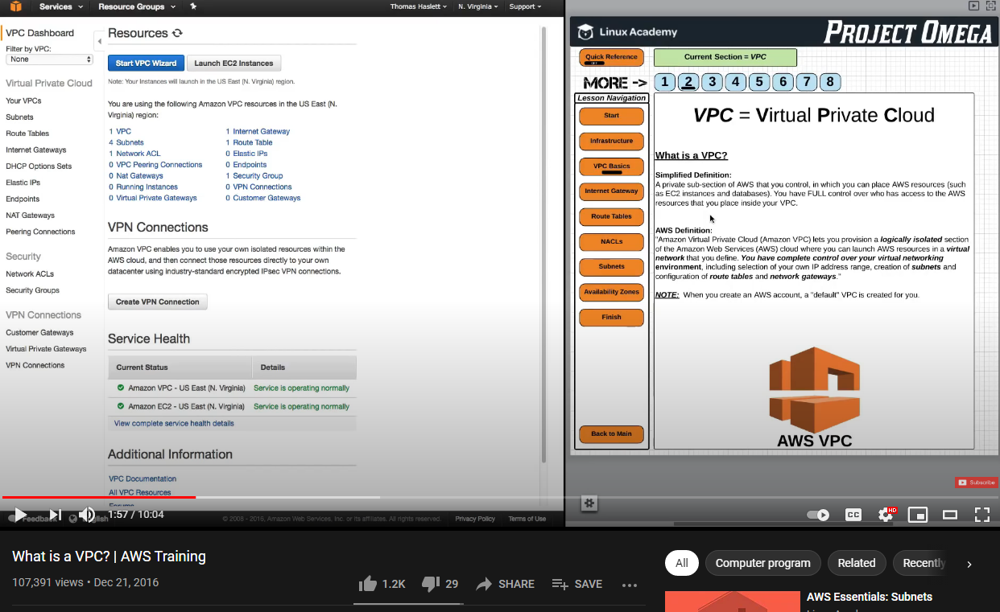 Services
Resource Groups
Thomas Haslett
N. Virginia
Support
VPC Dashboard
Filter by VPC:
None
Virtual Private Cloud
Your VPCs
Subnets
Route Tables
Internet Gateways
DHCP Options Sets
Elastic IPs
Endpoints
NAT Gateways
Peering Connections
Security
Network ACLs
Security Groups
VPN Connections
Customer Gateways
Virtual Private Gateways
VPN Connections
Resources
Start VPC Wizard
Launch EC2 Instances
Note: Your Instances will launch in the US East (N. Virginia) region.
You are using the following Amazon VPC resources in the US East (N.
Virginia) region:
1 VPC
1 Internet Gateway
4 Subnets
1 Route Table
1 Network ACL
0 Elastic IPs
0 VPC Peering Connections
0 Endpoints
0 Nat Gateways
1 Security Group
0 Running Instances
0 VPN Connections
0 Virtual Private Gateways
0 Customer Gateways
VPN Connections
Amazon VPC enables you to use your own isolated resources within the
AWS cloud, and then connect those resources directly to your own
datacenter using industry-standard encrypted IPsec VPN connections.
Create VPN Connection
Service Health
Current Status
Details
Amazon VPC - US East (N. Virginia)
Service is operating normally
Amazon EC2 - US East (N. Virginia)
Service is operating normally
View complete service health details
Additional Information
VPC Documentation
All VPC Resources
Forums
Feedback
English
© 2008 - 2016, Amazon Web Services, Inc. or its affiliates. All rights reserved.
Privacy Policy
Terms of Use
1:57 / 10:04
Linux Academy
PROJECT OMEGA
Quick Reference
Current Section = VPC
MORE ->
1 2 3 4 5 6 7 8
Lesson Navigation
Start
Infrastructure
VPC Basics
Internet Gateway
Route Tables
NACLs
Subnets
Availability Zones
Finish
Back to Main
VPC = Virtual Private Cloud
What is a VPC?
Simplified Definition:
A private sub-section of AWS that you control, in which you can place AWS resources (such
as EC2 instances and databases). You have FULL control over who has access to the AWS
resources that you place inside your VPC.
AWS Definition:
"Amazon Virtual Private Cloud (Amazon VPC) lets you provision a logically isolated section
of the Amazon Web Services (AWS) cloud where you can launch AWS resources in a virtual
network that you define. You have complete control over your virtual networking
environment, including selection of your own IP address range, creation of subnets and
configuration of route tables and network gateways."
NOTE: When you create an AWS account, a "default" VPC is created for you.
AWS VPC
Subscribe
CC
HD
What is a VPC? | AWS Training
107,391 views • Dec 21, 2016
1.2K
29
SHARE
SAVE
All
Computer program
Related
Recently
AWS Essentials: Subnets